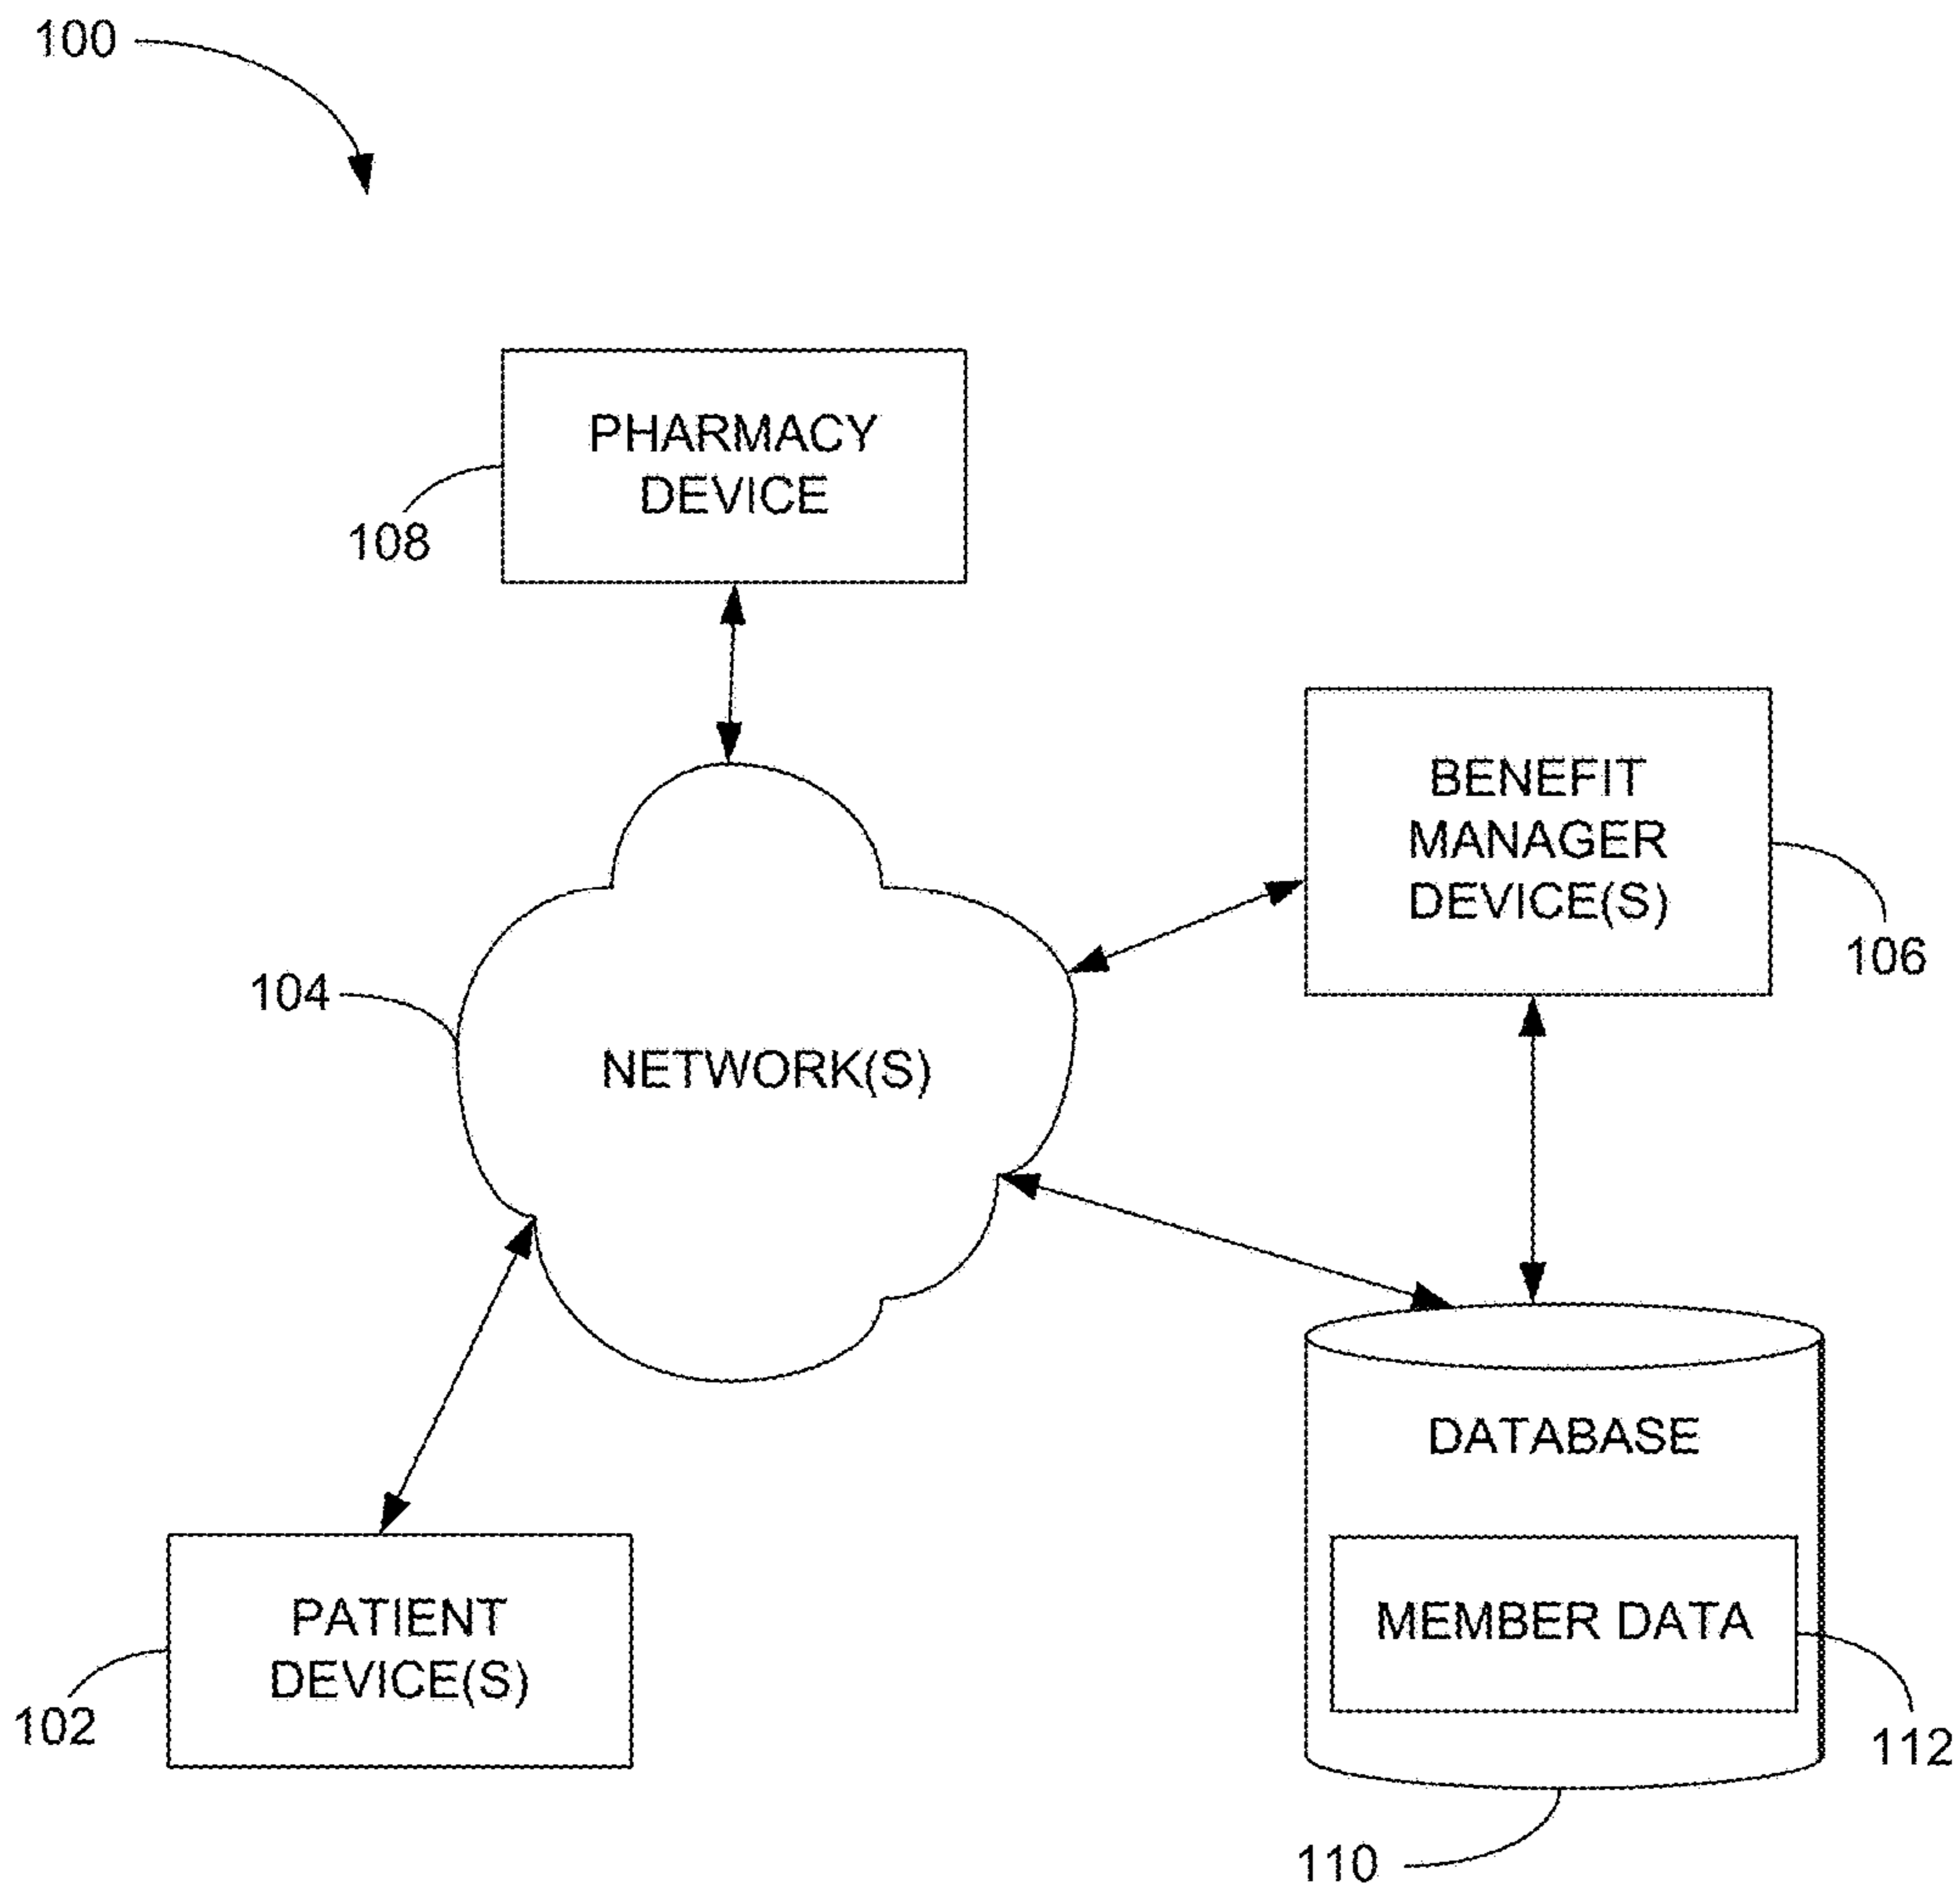 100
PHARMACY
DEVICE
108
BENEFIT
MANAGER
DEVICE(S)
106
104
NETWORK(S)
DATABASE
MEMBER DATA
PATIENT
DEVICE(S)
102
112
110